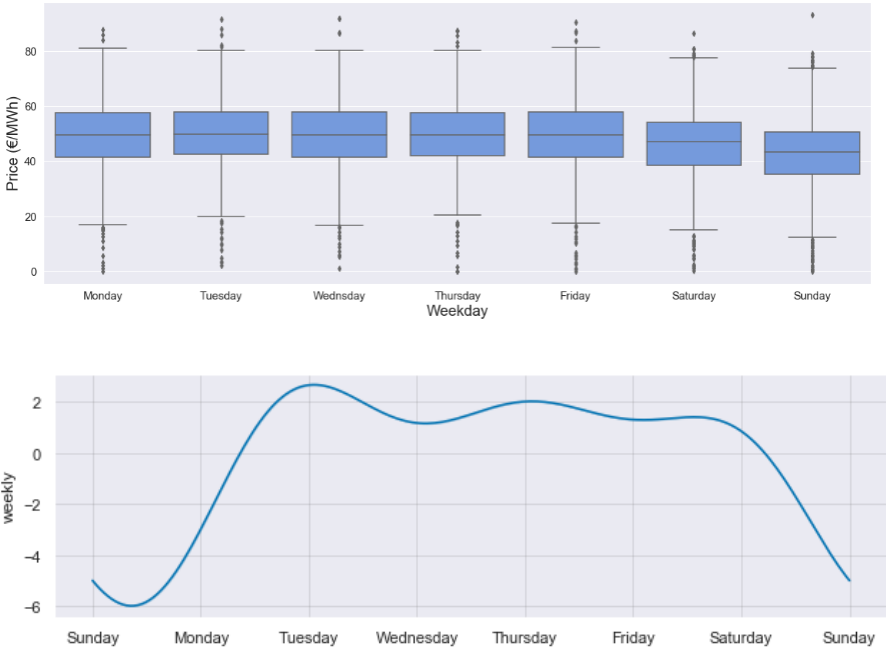 80
60
40
20
0
Price (€/MWh)
Monday Tuesday Wednsday Thursday Friday Saturday Sunday
Weekday
2
0
−2
−4
−6
weekly
Sunday Monday Tuesday Wednesday Thursday Friday Saturday Sunday